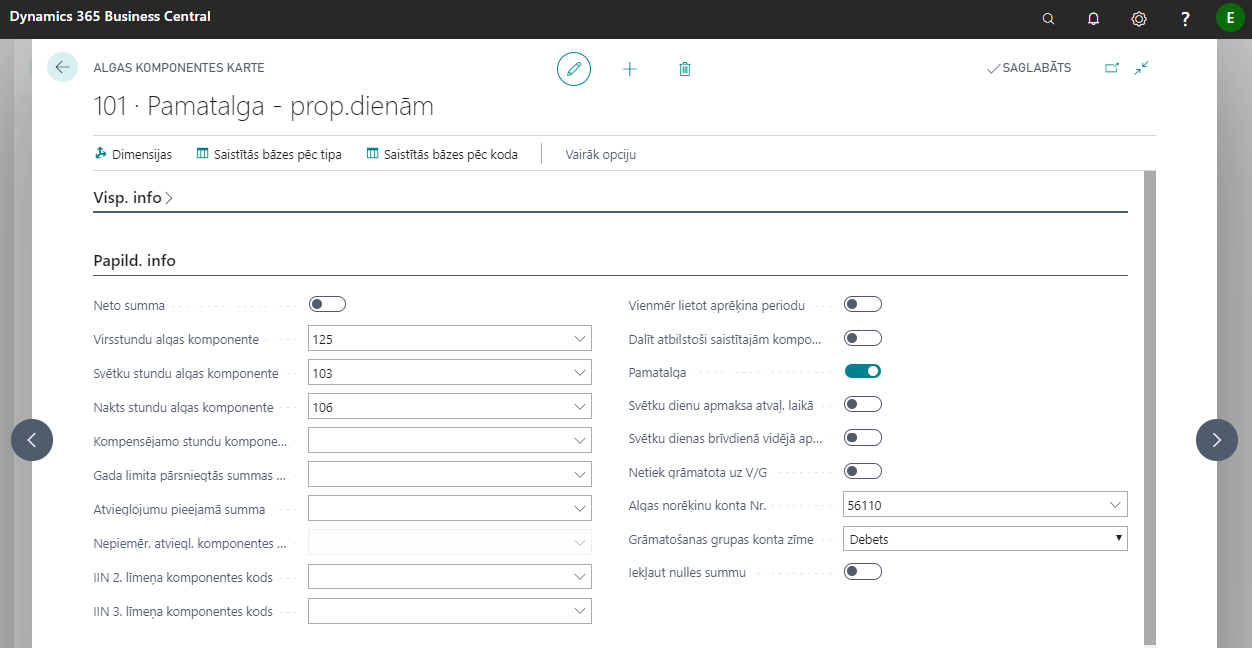 Dynamics 365 Business Central
?
E
ALGAS KOMPONENTES KARTE
SAGLABĀTS
101 · Pamatalga - prop.dienām
Dimensijas
Saistītās bāzes pēc tipa
Saistītās bāzes pēc koda
Vairāk opciju
Visp. info
Papild. info
Neto summa
Virsstundu algas komponente
125
Svētku stundu algas komponente
103
Nakts stundu algas komponente
106
Kompensējamo stundu kompone...
Gada limita pārsniegtās summas ...
Atvieglojumu pieejamā summa
Nepiemēr. atviegl. komponentes ...
IIN 2. līmeņa komponentes kods
IIN 3. līmeņa komponentes kods
Vienmēr lietot aprēķina periodu
Dalīt atbilstoši saistītajām kompo...
Pamatalga
Svētku dienu apmaksa atvaļ. laikā
Svētku dienas brīvdienā vidējā ap...
Netiek grāmatota uz V/G
Algas norēķinu konta Nr.
56110
Grāmatošanas grupas konta zīme
Debets
Iekļaut nulles summu